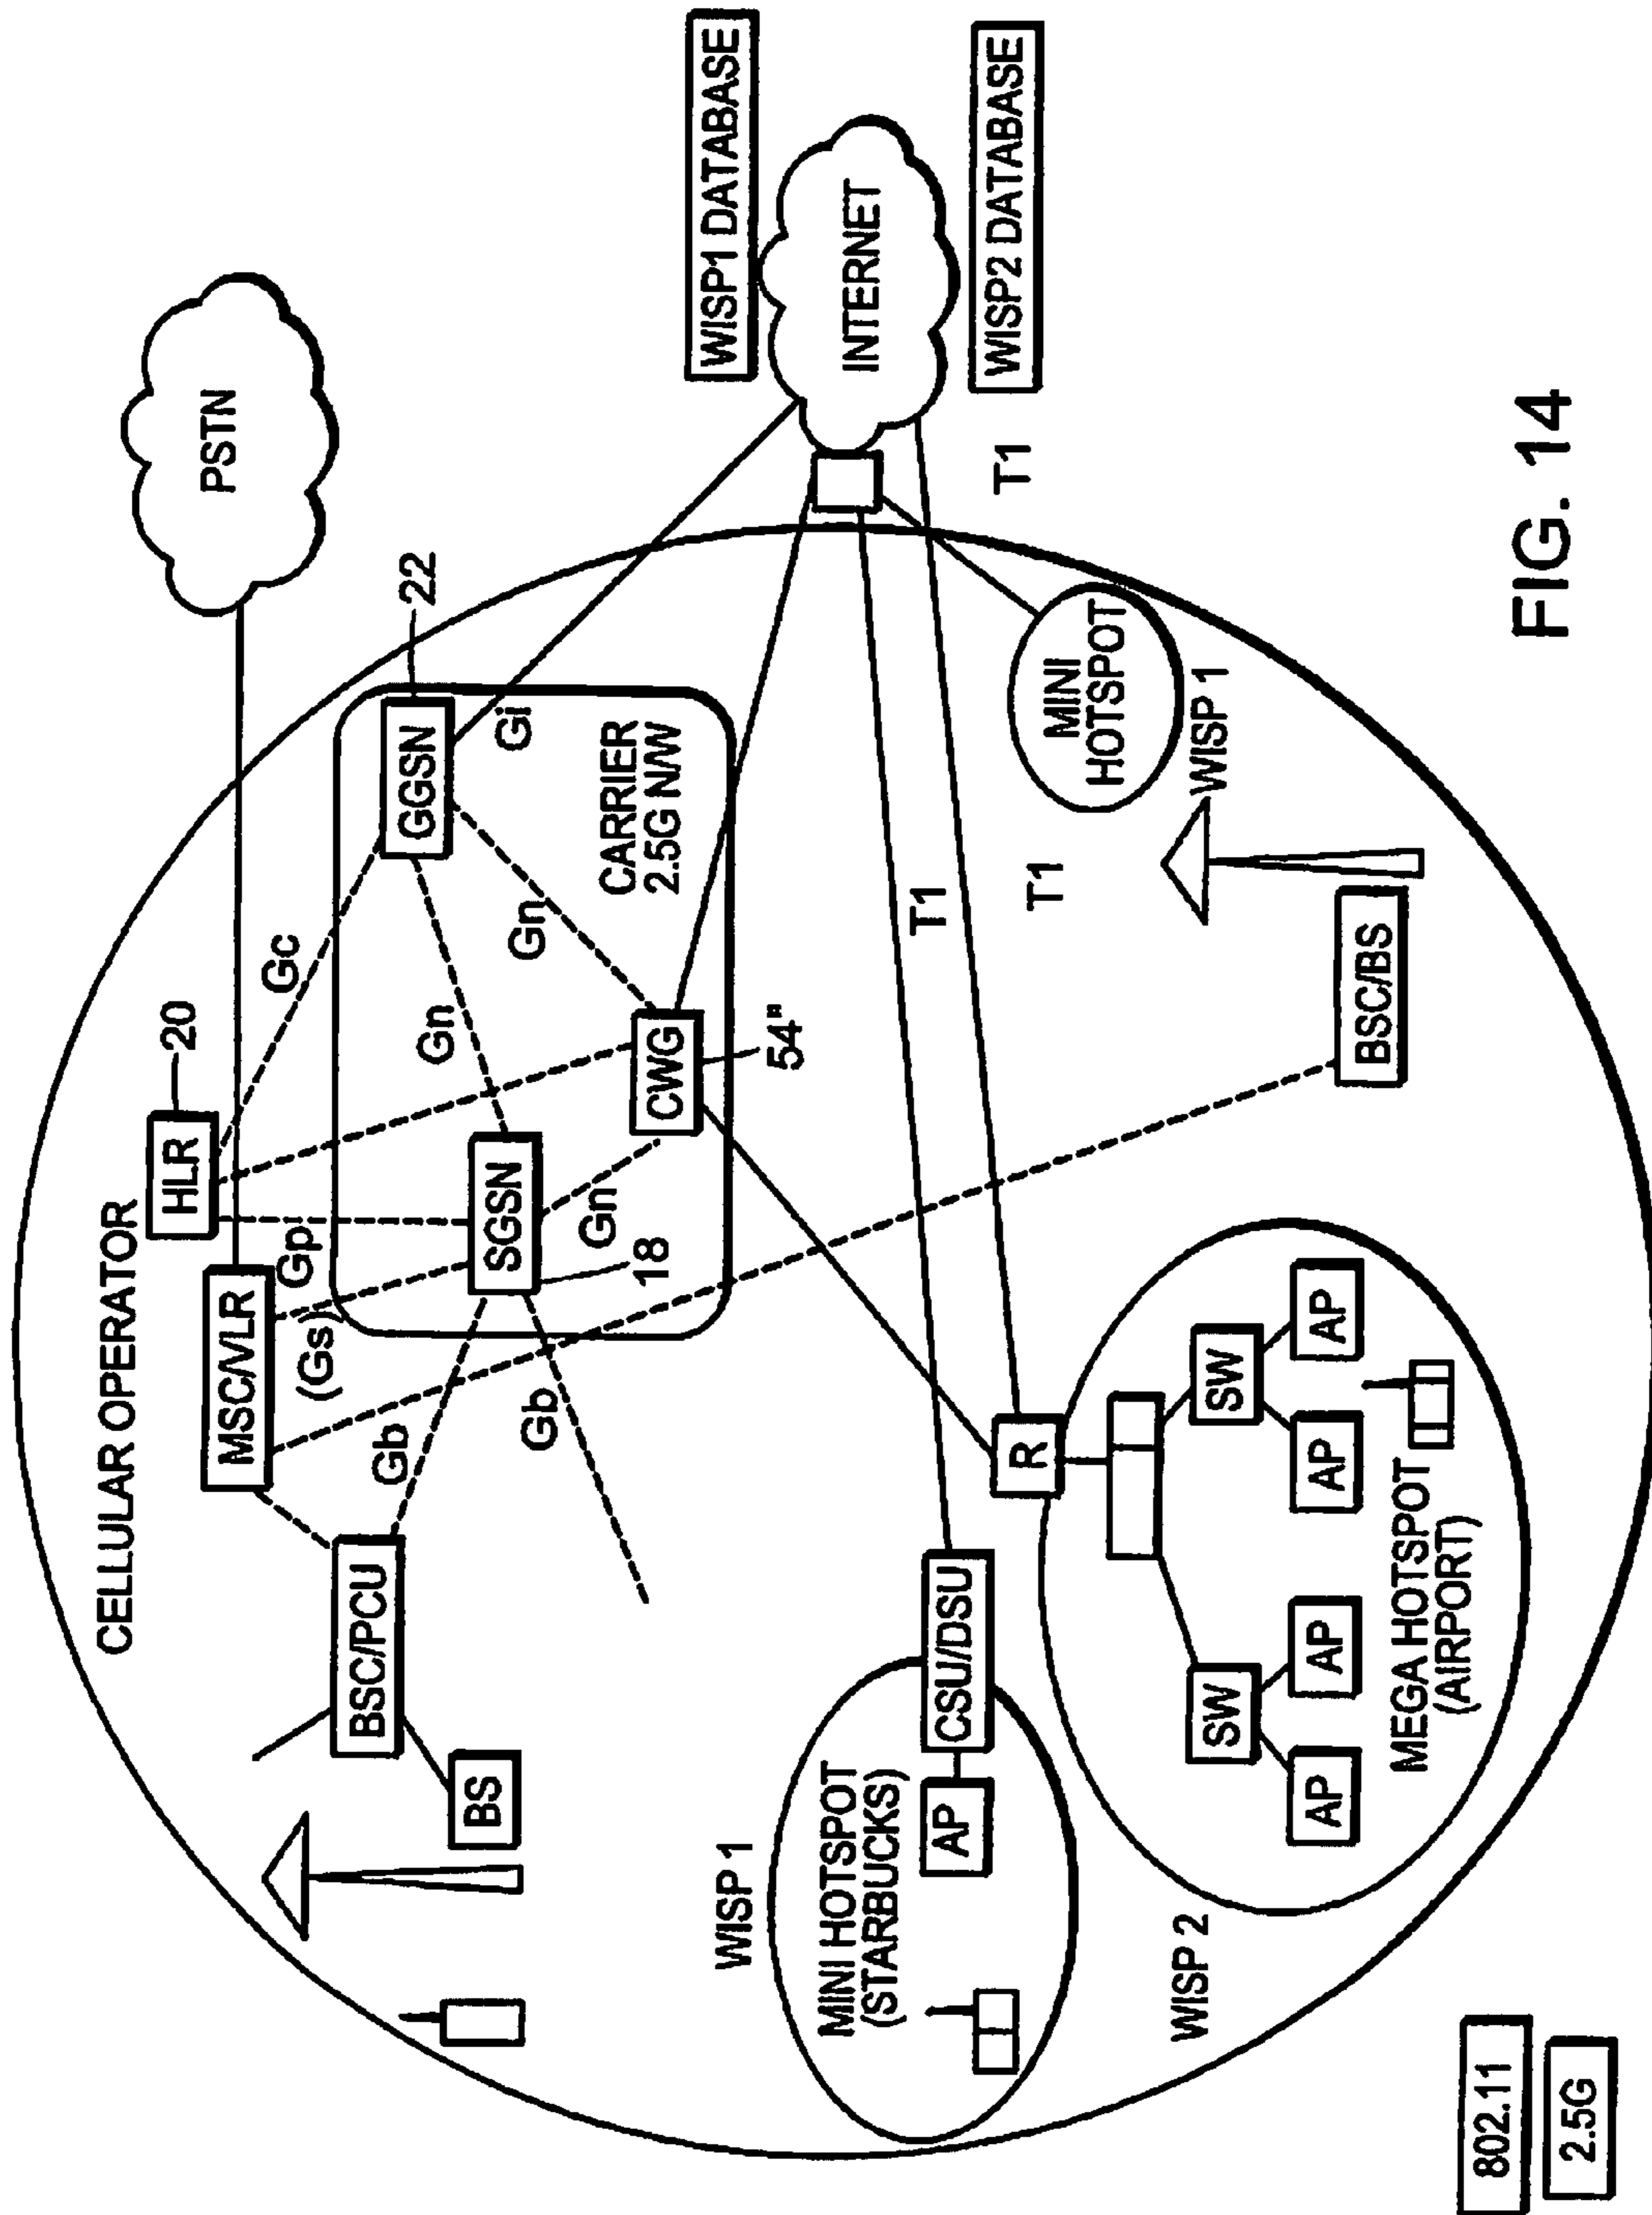 CELLULAR OPERATOR
PSTN
HLR
20
MSC/VLR
Gc
22
(Gs)
Gp
GGSN
BSC/PCU
Gb
Gn
Gi
SGSN
BS
Gb
Gn
Gn
18
CARRIER
2.5G N/W
CWG
54"
WISP1 DATABASE
INTERNET
WISP2 DATABASE
WISP 1
MINI HOTSPOT
(STARBUCKS)
AP
CSU/DSU
T1
T1
T1
R
MINI
HOTSPOT
WISP 1
WISP 2
SW
SW
AP
AP
AP
AP
MEGA HOTSPOT
(AIRPORT)
BSC/BS
802.11
2.5G
FIG. 14